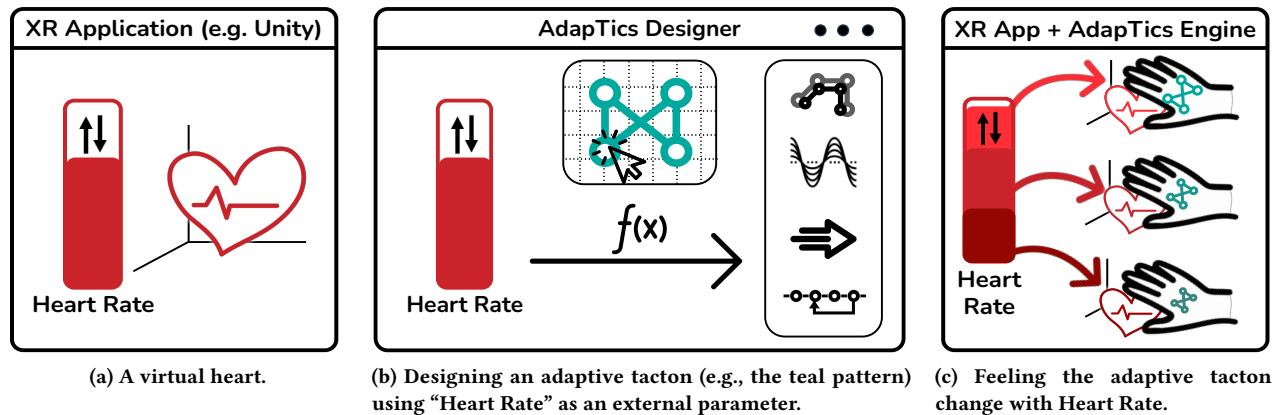 XR Application (e.g. Unity)
Heart Rate
(a) A virtual heart.
AdapTics Designer
f(x)
Heart Rate
(b) Designing an adaptive tacton (e.g., the teal pattern)
using “Heart Rate” as an external parameter.
XR App + AdapTics Engine
Heart
Rate
(c) Feeling the adaptive tacton
change with Heart Rate.